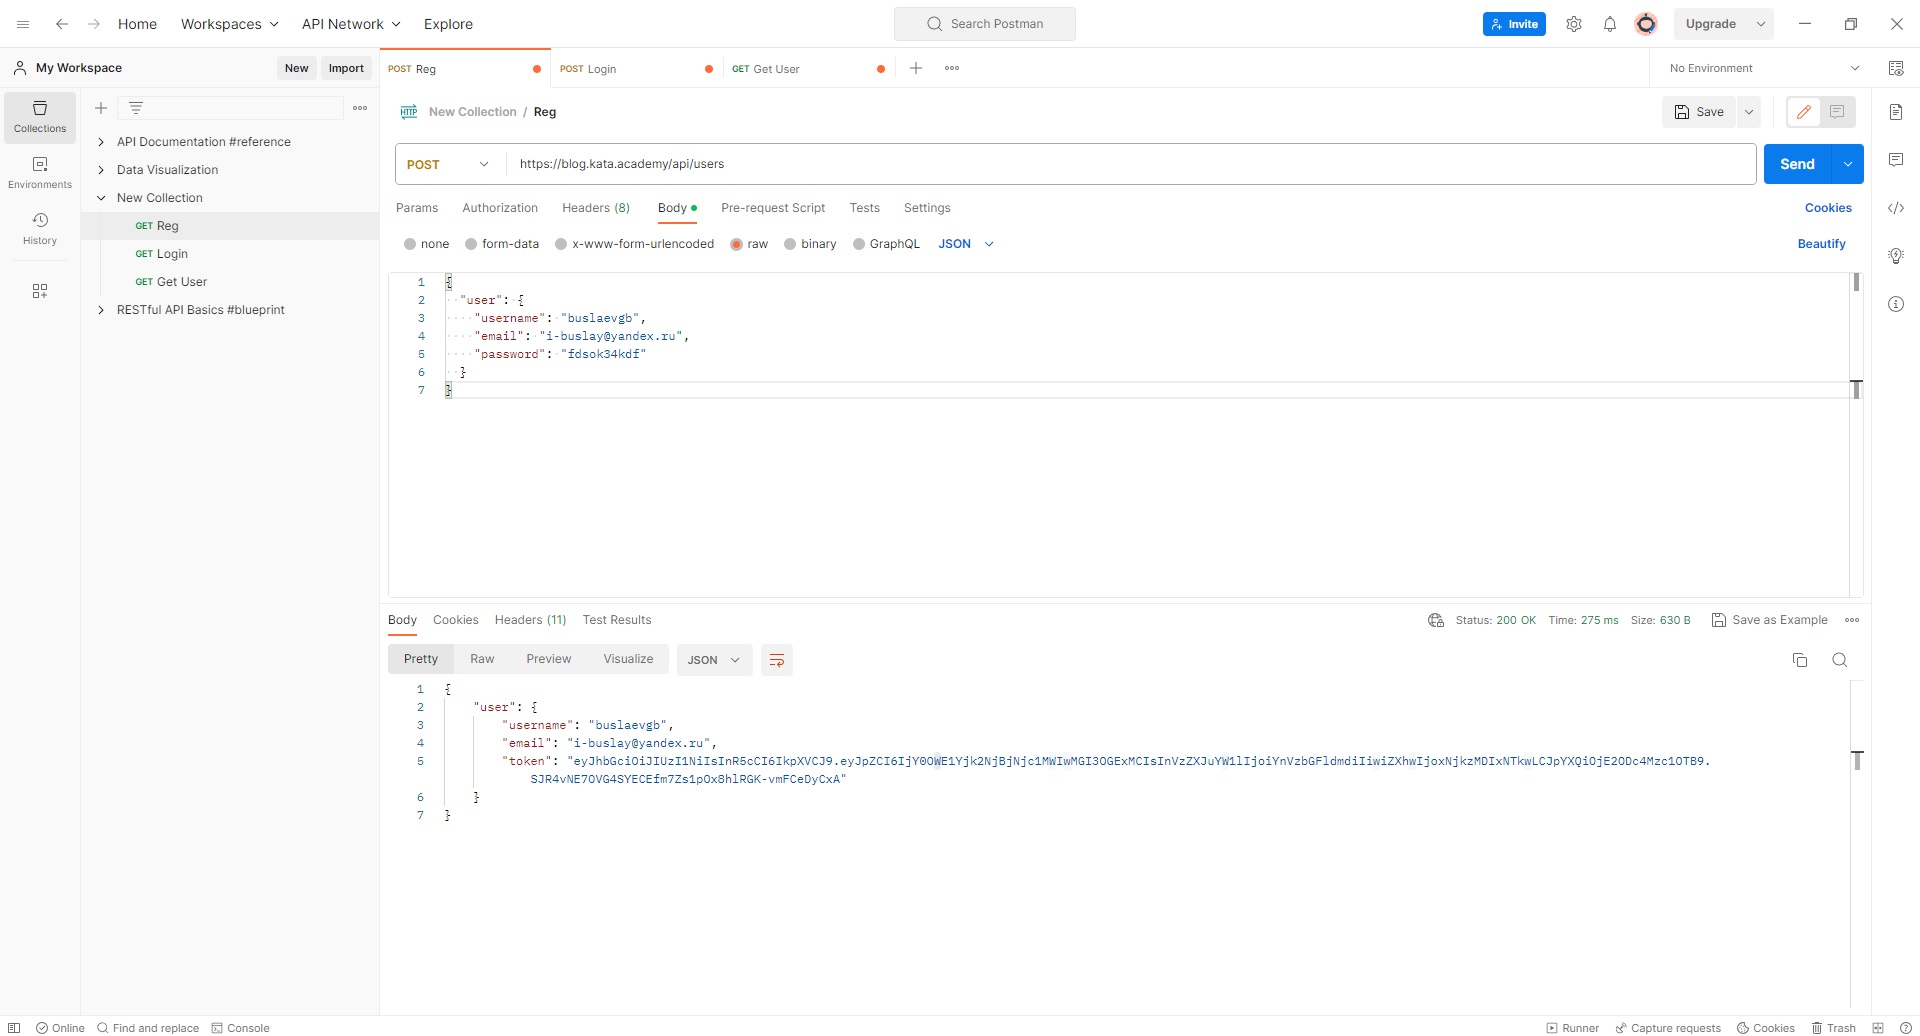 Home Workspaces API Network Explore Search Postman Invite Upgrade
My Workspace New Import POST Reg POST Login GET Get User No Environment
Collections
Environments
History
API Documentation #reference
Data Visualization
New Collection
GET Reg
GET Login
GET Get User
RESTful API Basics #blueprint
HTTP New Collection / Reg Save
POST https://blog.kata.academy/api/users Send
Params Authorization Headers (8) Body Pre-request Script Tests Settings Cookies
none form-data x-www-form-urlencoded raw binary GraphQL JSON Beautify
1 {
2 "user": {
3 "username": "buslaevgb",
4 "email": "i-buslay@yandex.ru",
5 "password": "fdsok34kdf"
6 }
7 }
Body Cookies Headers (11) Test Results Status: 200 OK Time: 275 ms Size: 630 B Save as Example
Pretty Raw Preview Visualize JSON
1 {
2 "user": {
3 "username": "buslaevgb",
4 "email": "i-buslay@yandex.ru",
5 "token": "eyJhbGciOiJIUzI1NiIsInR5cCI6IkpXVCJ9.eyJpZCI6IjY0OWE1Yjk2NjBjNjc1MWIwMGI3OGExMCIsInVzZXJuYW1lIjoiYnVzbGFldmdiIiwiZXhwIjoxNjkzMDIxNTkwLCJpYXQiOjE2ODc4Mzc1OTB9.
SJR4vNE7OVG4SYECEfm7Zs1pOx8hlRGK-vmFCeDyCxA"
6 }
7 }
Online Find and replace Console Runner Capture requests Cookies Trash